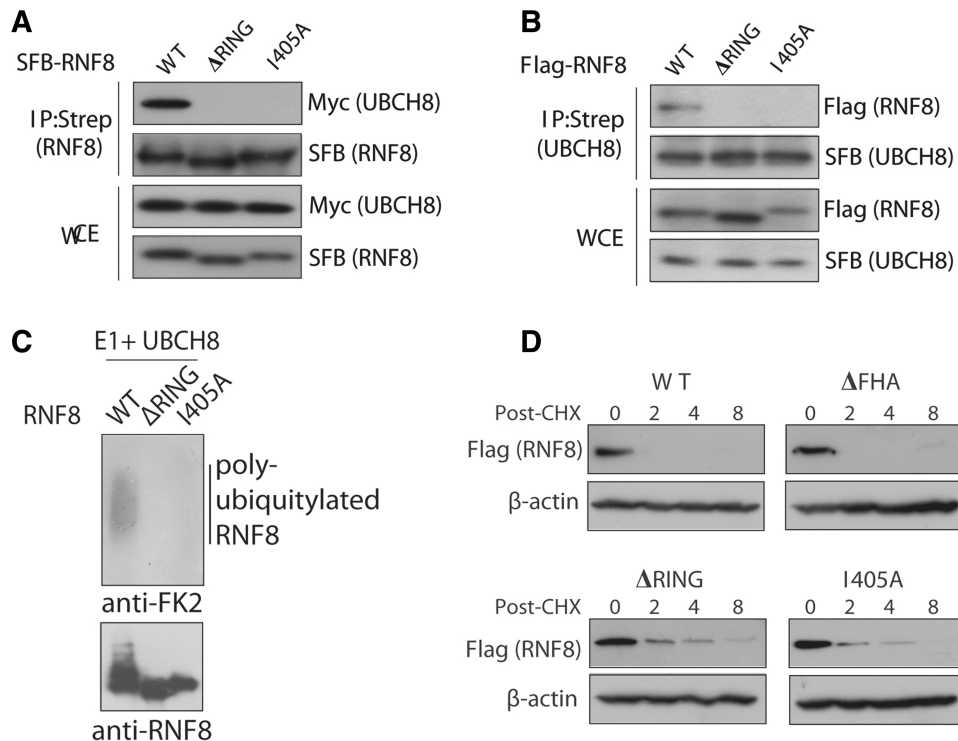 A
SFB-RNF8
WT
ΔRING
I405A
IP:Strep
(RNF8)
Myc (UBCH8)
SFB (RNF8)
WCE
Myc (UBCH8)
SFB (RNF8)
B
Flag-RNF8
WT
ΔRING
I405A
IP:Strep
(UBCH8)
Flag (RNF8)
SFB (UBCH8)
WCE
Flag (RNF8)
SFB (UBCH8)
C
E1+ UBCH8
RNF8
WT
ΔRING
I405A
poly-
ubiquitylated
RNF8
anti-FK2
anti-RNF8
D
WT
ΔFHA
Post-CHX 0 2 4 8 0 2 4 8
Flag (RNF8)
β-actin
ΔRING
I405A
Post-CHX 0 2 4 8 0 2 4 8
Flag (RNF8)
β-actin